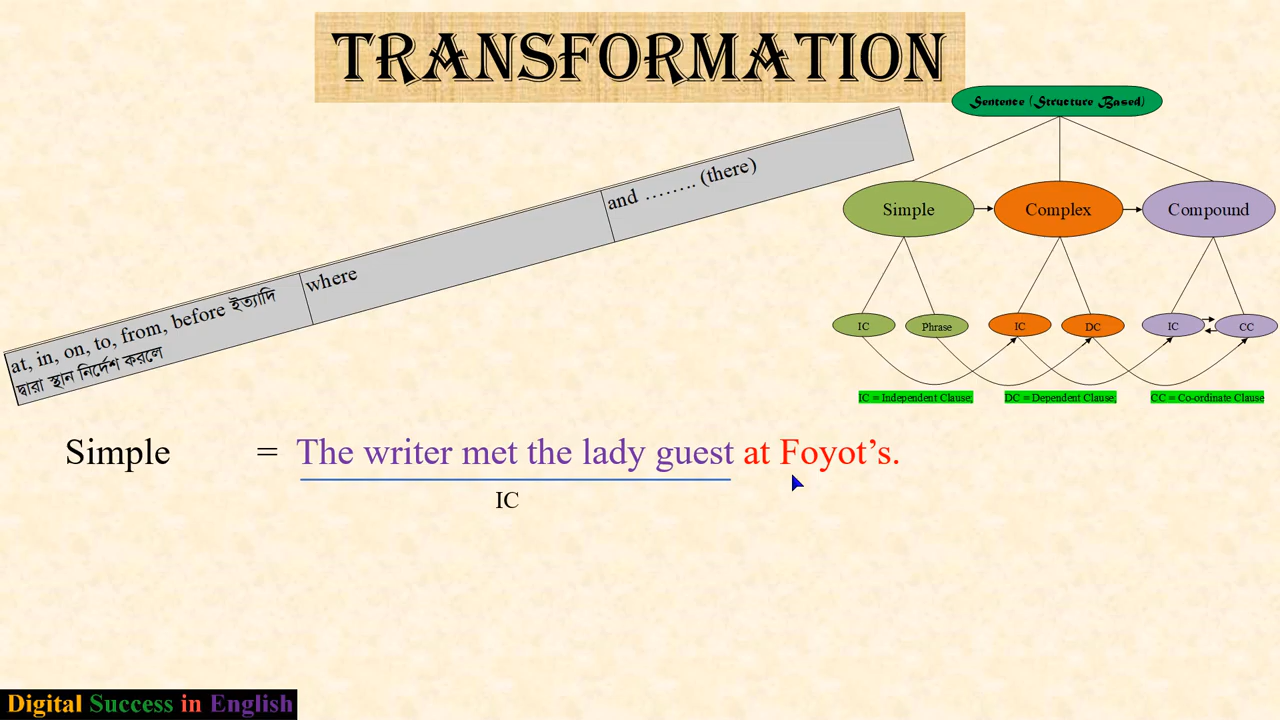 TRANSFORMATION
Sentence (Structure Based)
at, in, on, to, from, before ইত্যাদি
দ্বারা স্থান নির্দেশ করলে
where
and …….. (there)
Simple
Complex
Compound
IC
Phrase
IC
DC
IC
CC
IC = Independent Clause,
DC = Dependent Clause,
CC = Co-ordinate Clause
Simple = The writer met the lady guest at Foyot’s.
IC
Digital Success in English